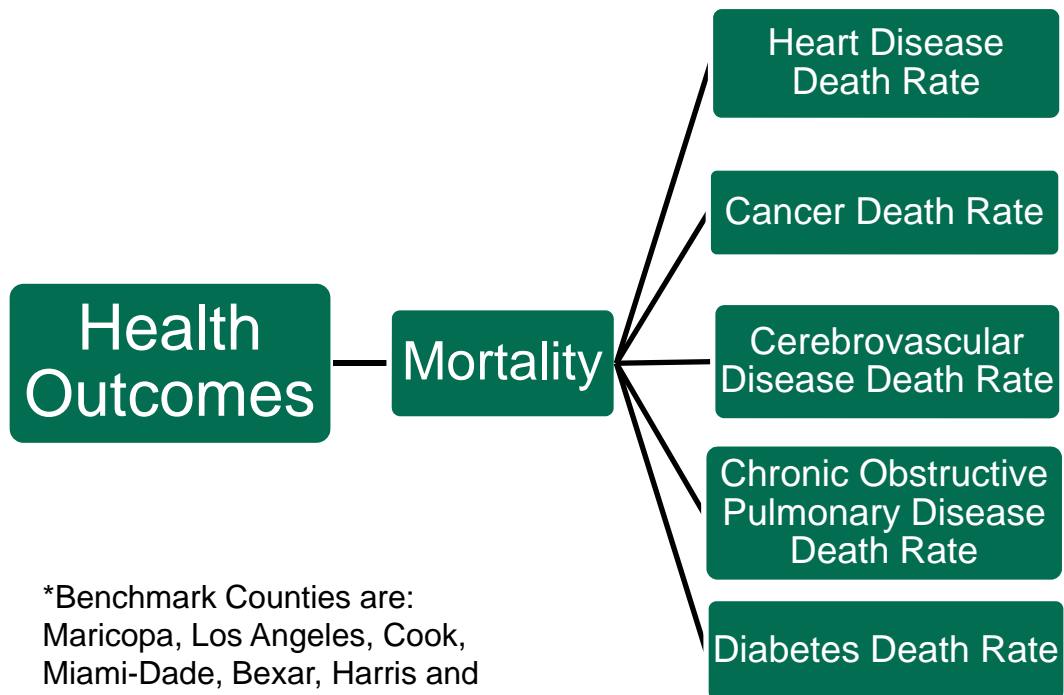 Health
Outcomes
Mortality
Heart Disease
Death Rate
Cancer Death Rate
Cerebrovascular
Disease Death Rate
Chronic Obstructive
Pulmonary Disease
Death Rate
Diabetes Death Rate
*Benchmark Counties are:
Maricopa, Los Angeles, Cook,
Miami-Dade, Bexar, Harris and